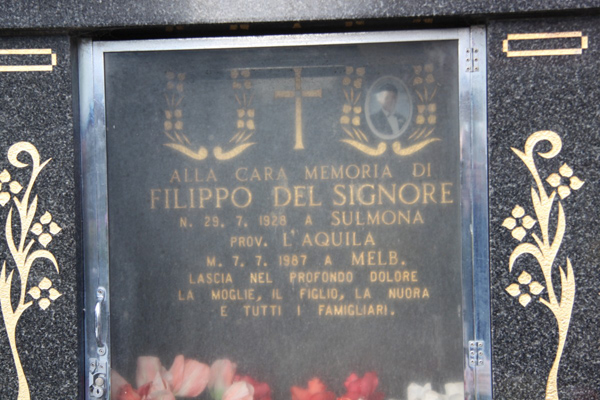 ALLA CARA MEMORIA DI
FILIPPO DEL SIGNORE
N. 29. 7. 1928 A SULMONA
PROV. L'AQUILA
M. 7. 7. 1987 A MELB.
LASCIA NEL PROFONDO DOLORE
LA MOGLIE, IL FIGLIO, LA NUORA
E TUTTI I FAMIGLIARI.